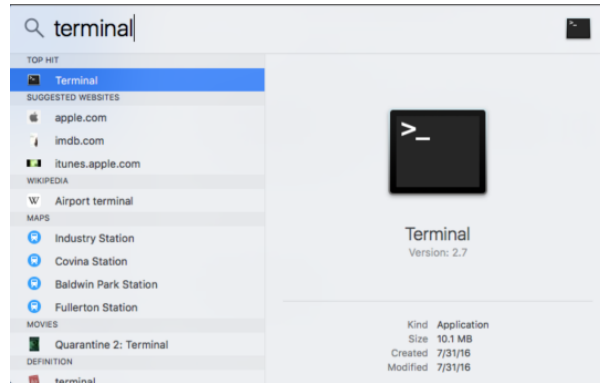 terminal
TOP HIT
Terminal
SUGGESTED WEBSITES
apple.com
imdb.com
itunes.apple.com
WIKIPEDIA
W Airport terminal
MAPS
Industry Station
Covina Station
Baldwin Park Station
Fullerton Station
MOVIES
Quarantine 2: Terminal
DEFINITION
terminal
>_
Terminal
Version: 2.7
Kind Application
Size 10.1 MB
Created 7/31/16
Modified 7/31/16